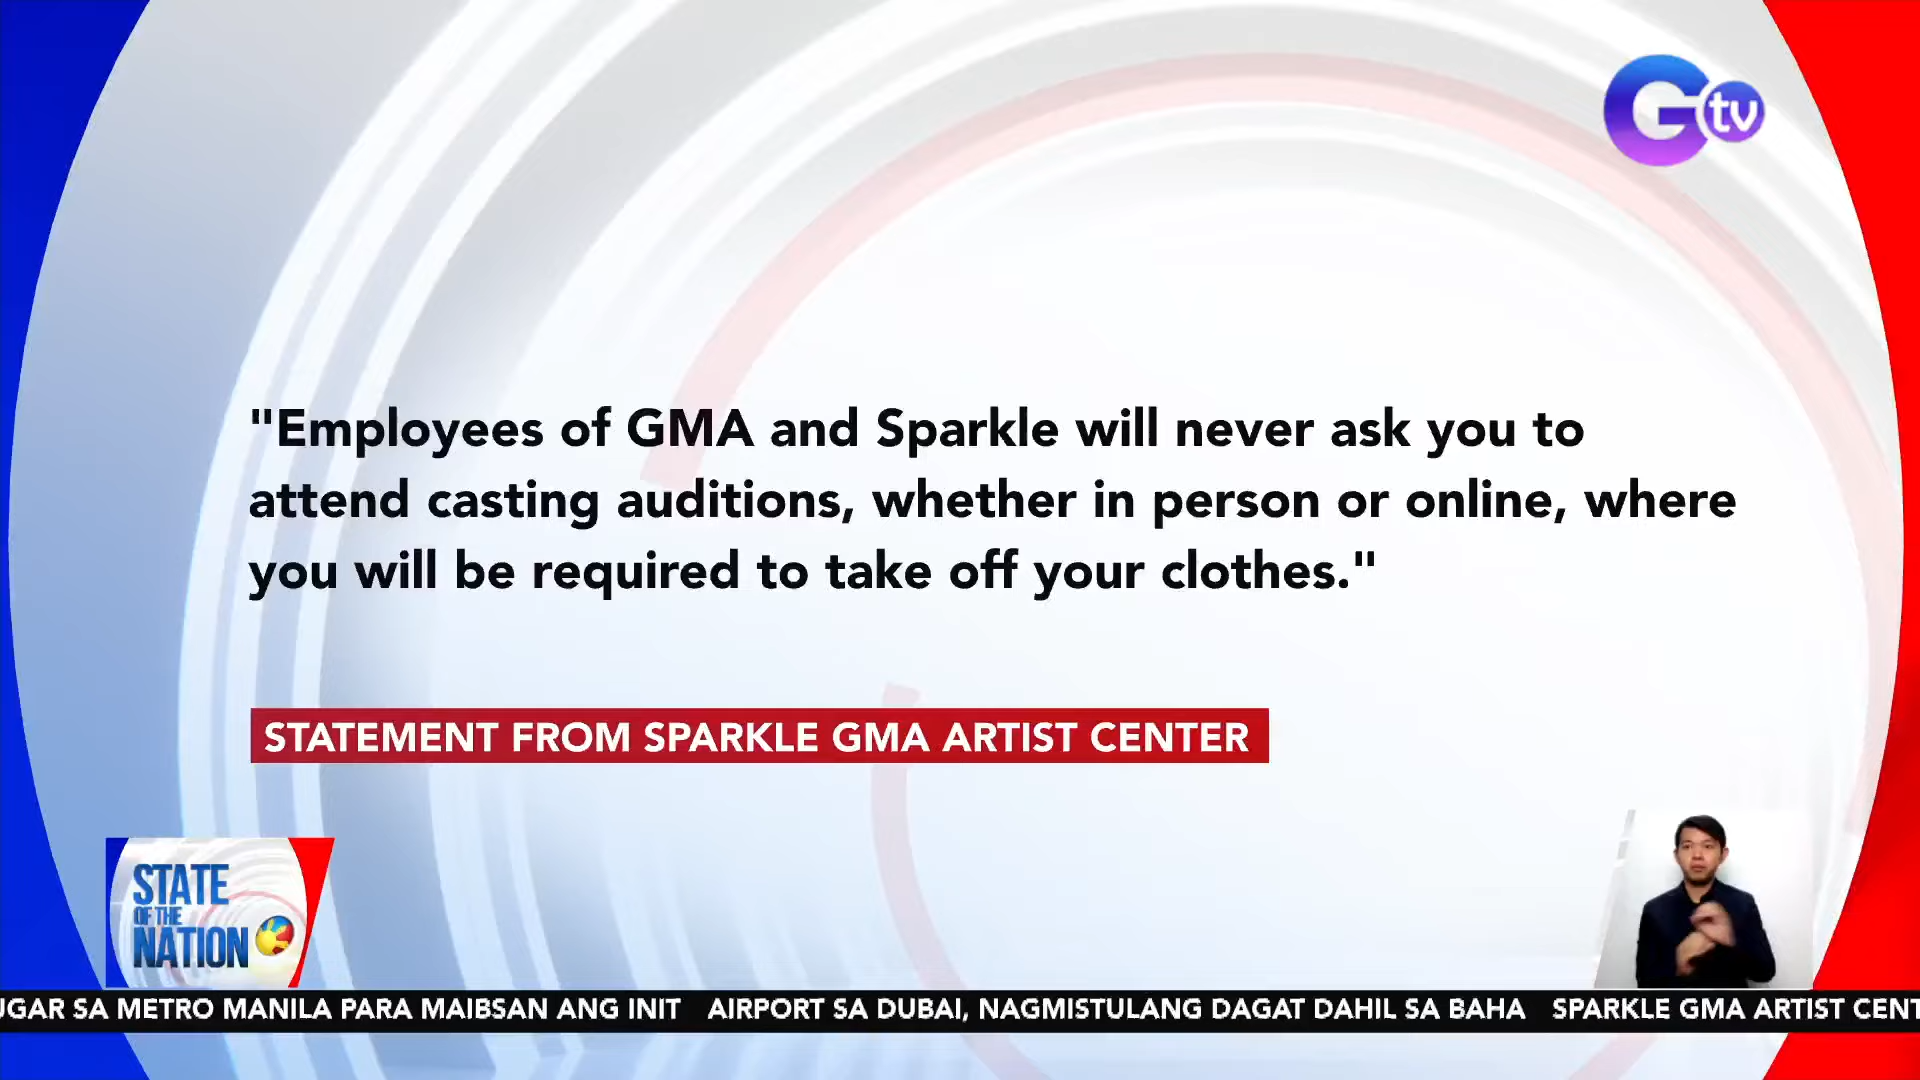 G tv
"Employees of GMA and Sparkle will never ask you to
attend casting auditions, whether in person or online, where
you will be required to take off your clothes."
STATEMENT FROM SPARKLE GMA ARTIST CENTER
STATE
OF THE
NATION
UGAR SA METRO MANILA PARA MAIBSAN ANG INIT AIRPORT SA DUBAI, NAGMISTULANG DAGAT DAHIL SA BAHA SPARKLE GMA ARTIST CENT